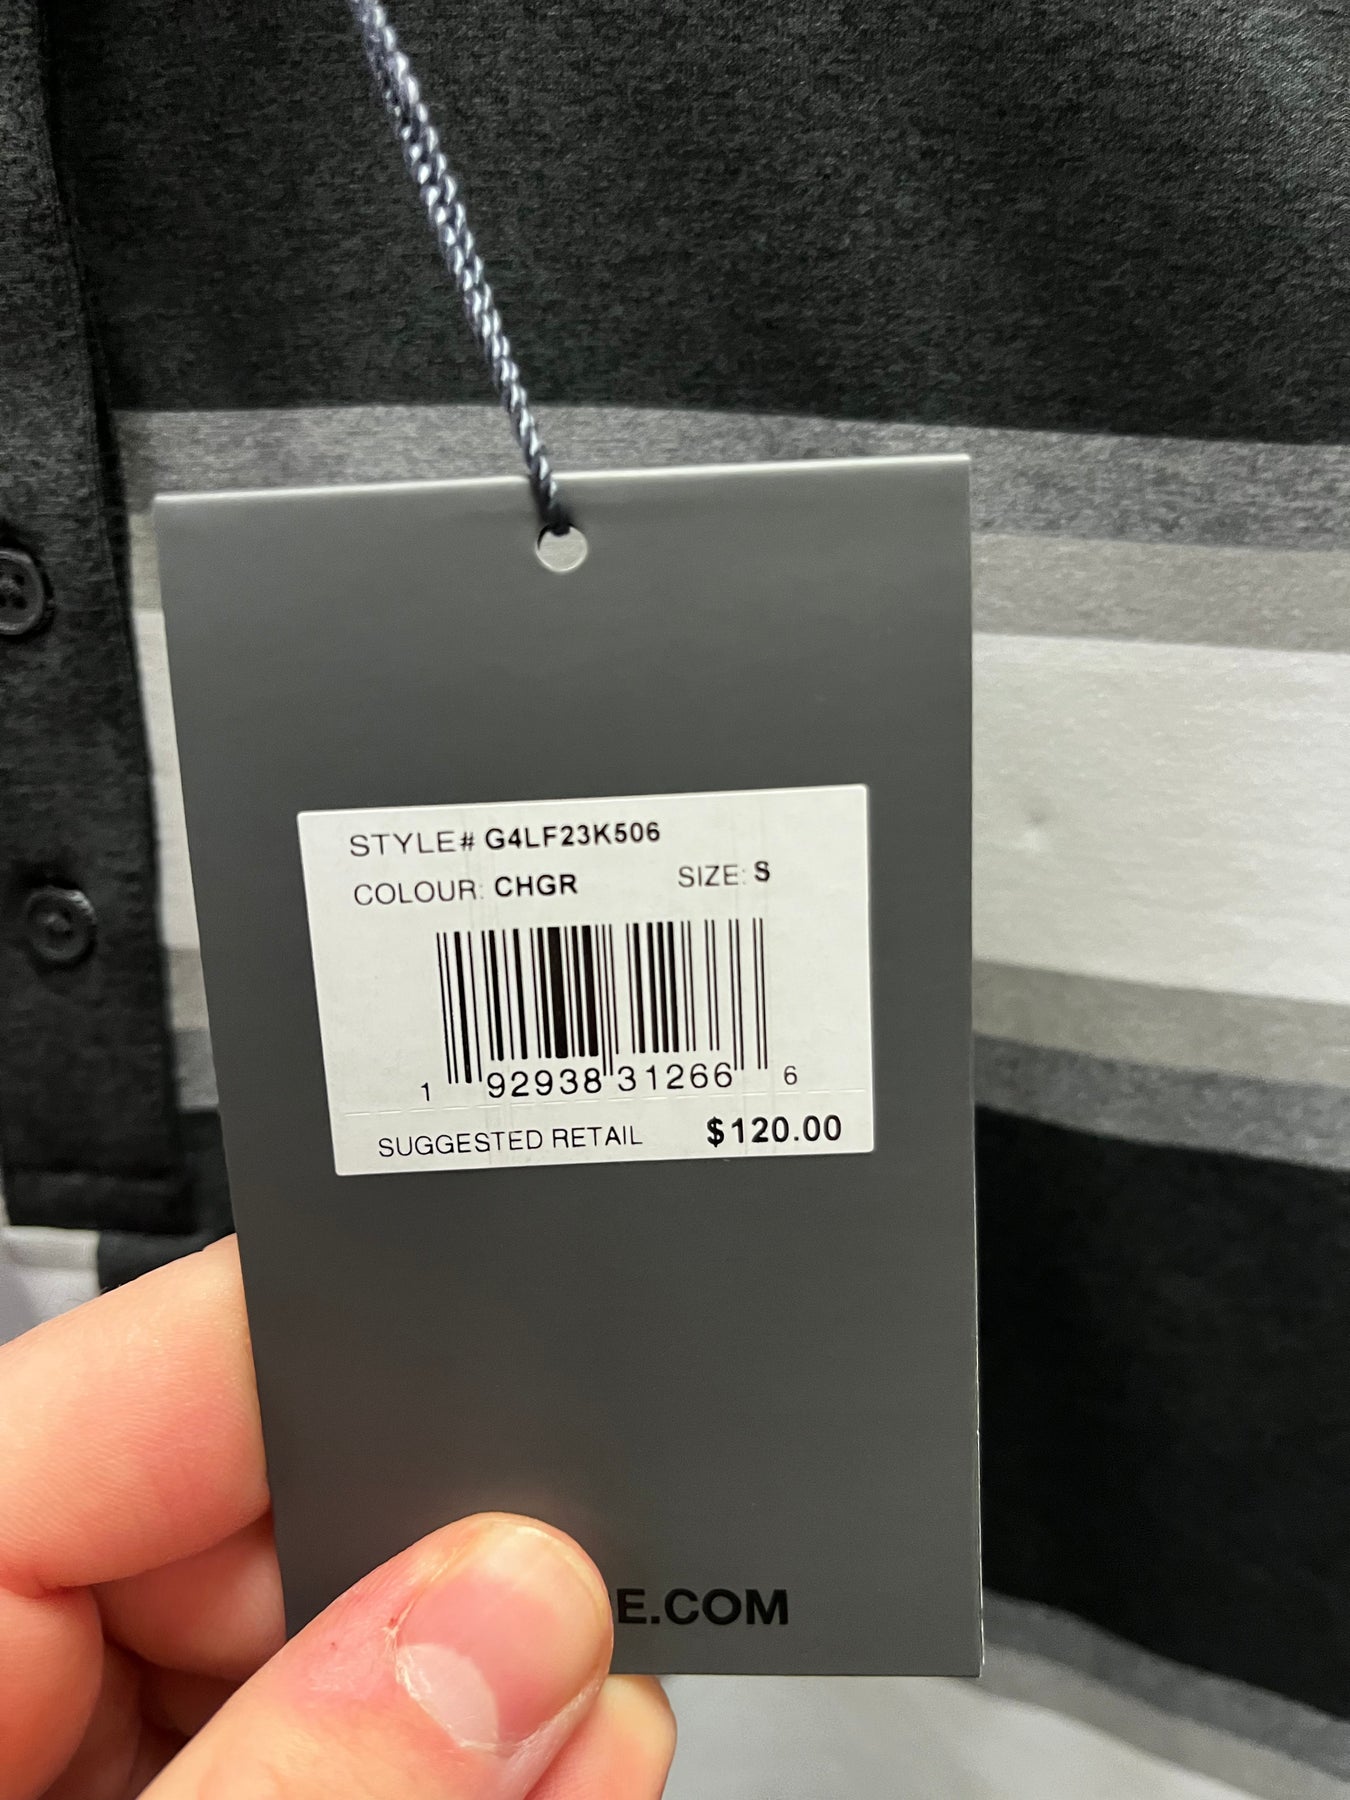 STYLE# G4LF23K506
COLOUR: CHGR SIZE: S
1 92938 31266 6
SUGGESTED RETAIL $120.00
E.COM